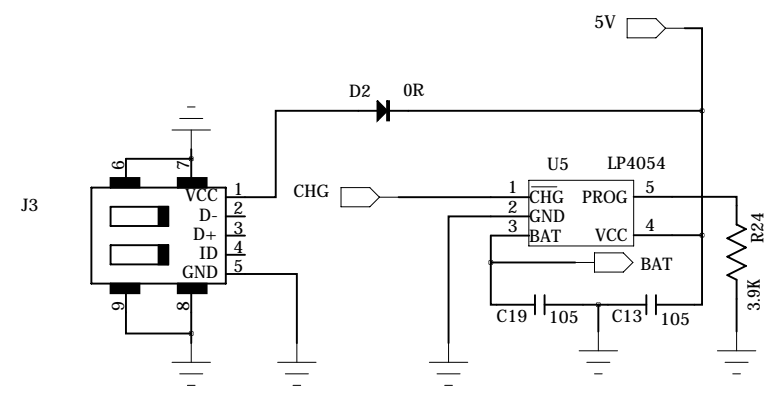 5V
D2 0R
U5 LP4054
J3
6 7
VCC 1
D- 2
D+ 3
ID 4
GND 5
9 8
CHG
1 CHG PROG 5
2 GND
3 BAT VCC 4
BAT
R24
3.9K
C19 105
C13 105